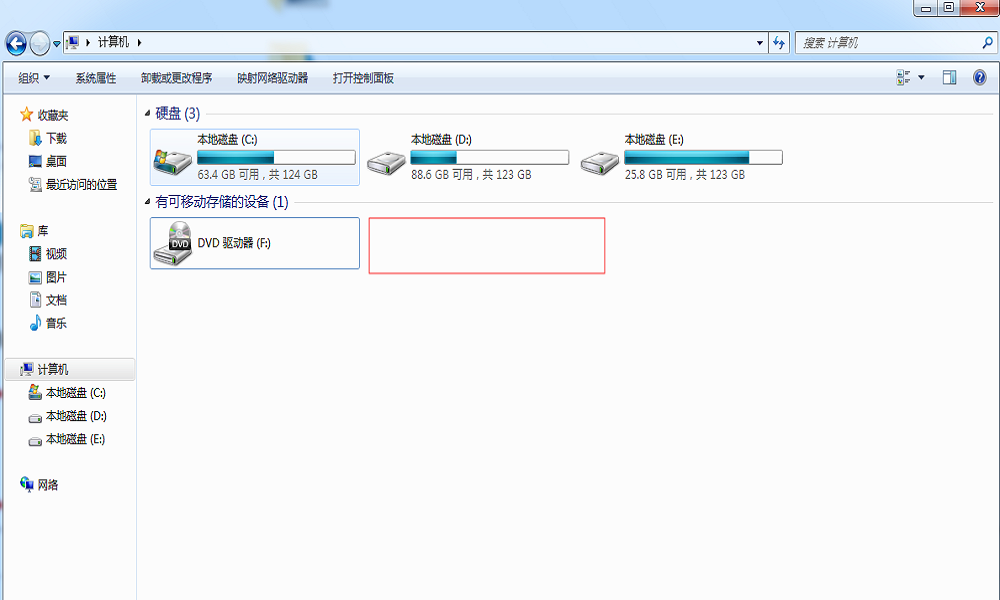 计算机
搜索 计算机
组织 系统属性 卸载或更改程序 映射网络驱动器 打开控制面板
收藏夹
下载
桌面
最近访问的位置
库
视频
图片
文档
音乐
计算机
本地磁盘 (C:)
本地磁盘 (D:)
本地磁盘 (E:)
网络
硬盘 (3)
本地磁盘 (C:)
63.4 GB 可用，共 124 GB
本地磁盘 (D:)
88.6 GB 可用，共 123 GB
本地磁盘 (E:)
25.8 GB 可用，共 123 GB
有可移动存储的设备 (1)
DVD
DVD 驱动器 (F:)